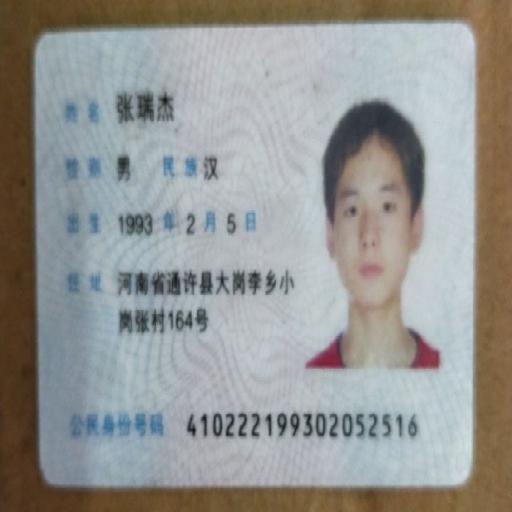 姓名 张瑞杰
性别 男 民族 汉
出生 1993 年 2 月 5 日
住址 河南省通许县大岗李乡小
岗张村164号
公民身份号码 410222199302052516